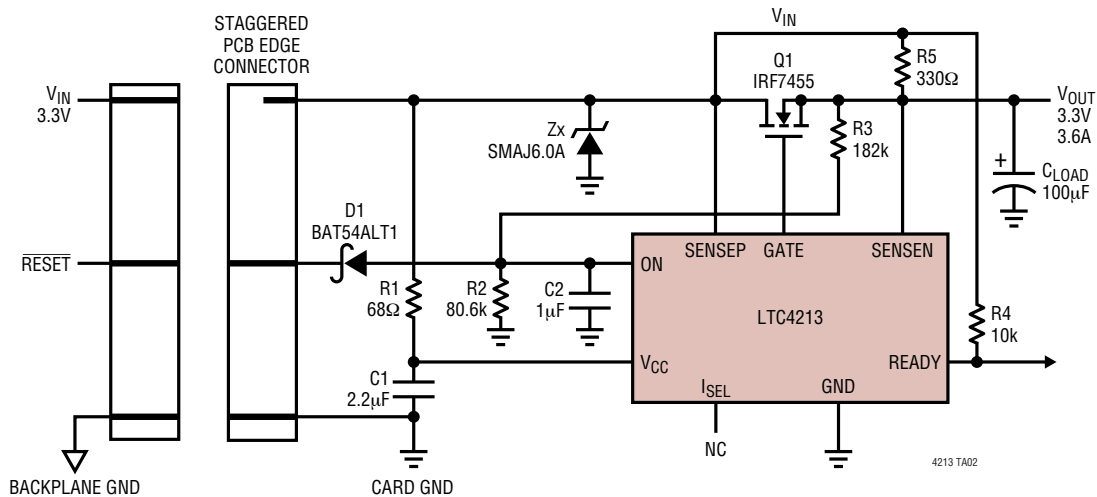 STAGGERED
PCB EDGE
CONNECTOR
VIN
VIN
3.3V
Q1
IRF7455
R5
330Ω
VOUT
3.3V
3.6A
Zx
SMAJ6.0A
R3
182k
+
CLOAD
100μF
D1
BAT54ALT1
RESET
R1
68Ω
R2
80.6k
C2
1μF
ON
SENSEP
GATE
SENSEN
LTC4213
R4
10k
VCC
READY
ISEL
GND
C1
2.2μF
NC
BACKPLANE GND
CARD GND
4213 TA02